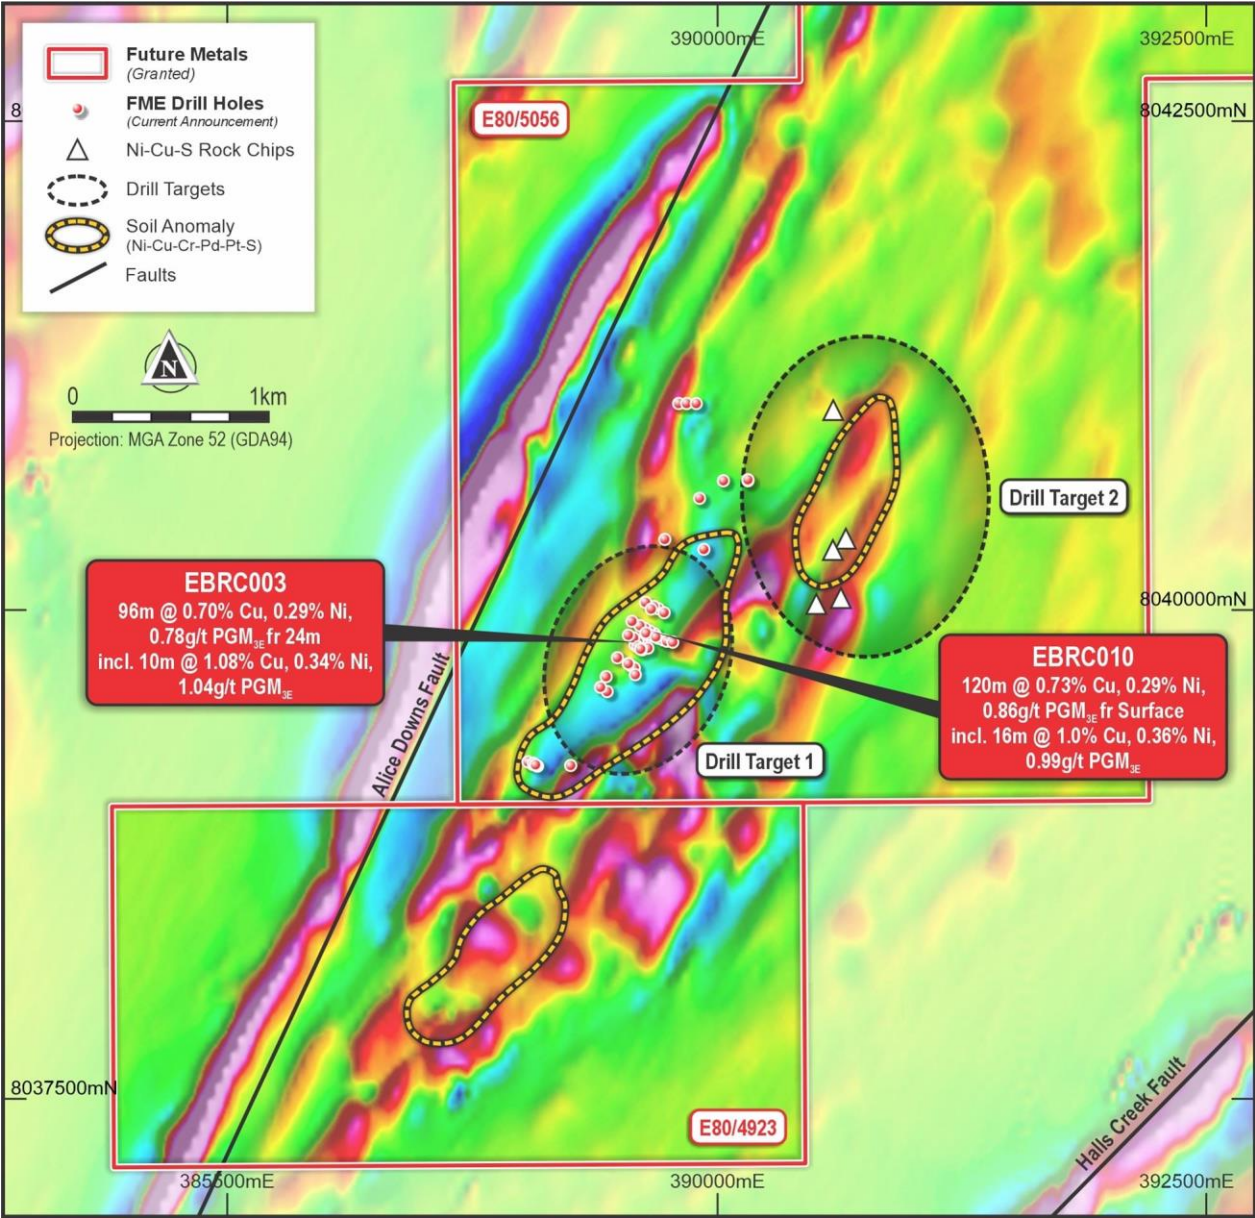 390000mE
392500mE
Future Metals
(Granted)
FME Drill Holes
(Current Announcement)
Ni-Cu-S Rock Chips
Drill Targets
Soil Anomaly
(Ni-Cu-Cr-Pd-Pt-S)
Faults
8
E80/5056
8042500mN
N
0 1km
Projection: MGA Zone 52 (GDA94)
Drill Target 2
EBRC003
96m @ 0.70% Cu, 0.29% Ni,
0.78g/t PGM3E fr 24m
incl. 10m @ 1.08% Cu, 0.34% Ni,
1.04g/t PGM3E
8040000mN
EBRC010
120m @ 0.73% Cu, 0.29% Ni,
0.86g/t PGM3E fr Surface
incl. 16m @ 1.0% Cu, 0.36% Ni,
0.99g/t PGM3E
Alice Downs Fault
Drill Target 1
8037500mN
E80/4923
Halls Creek Fault
385500mE
390000mE
392500mE